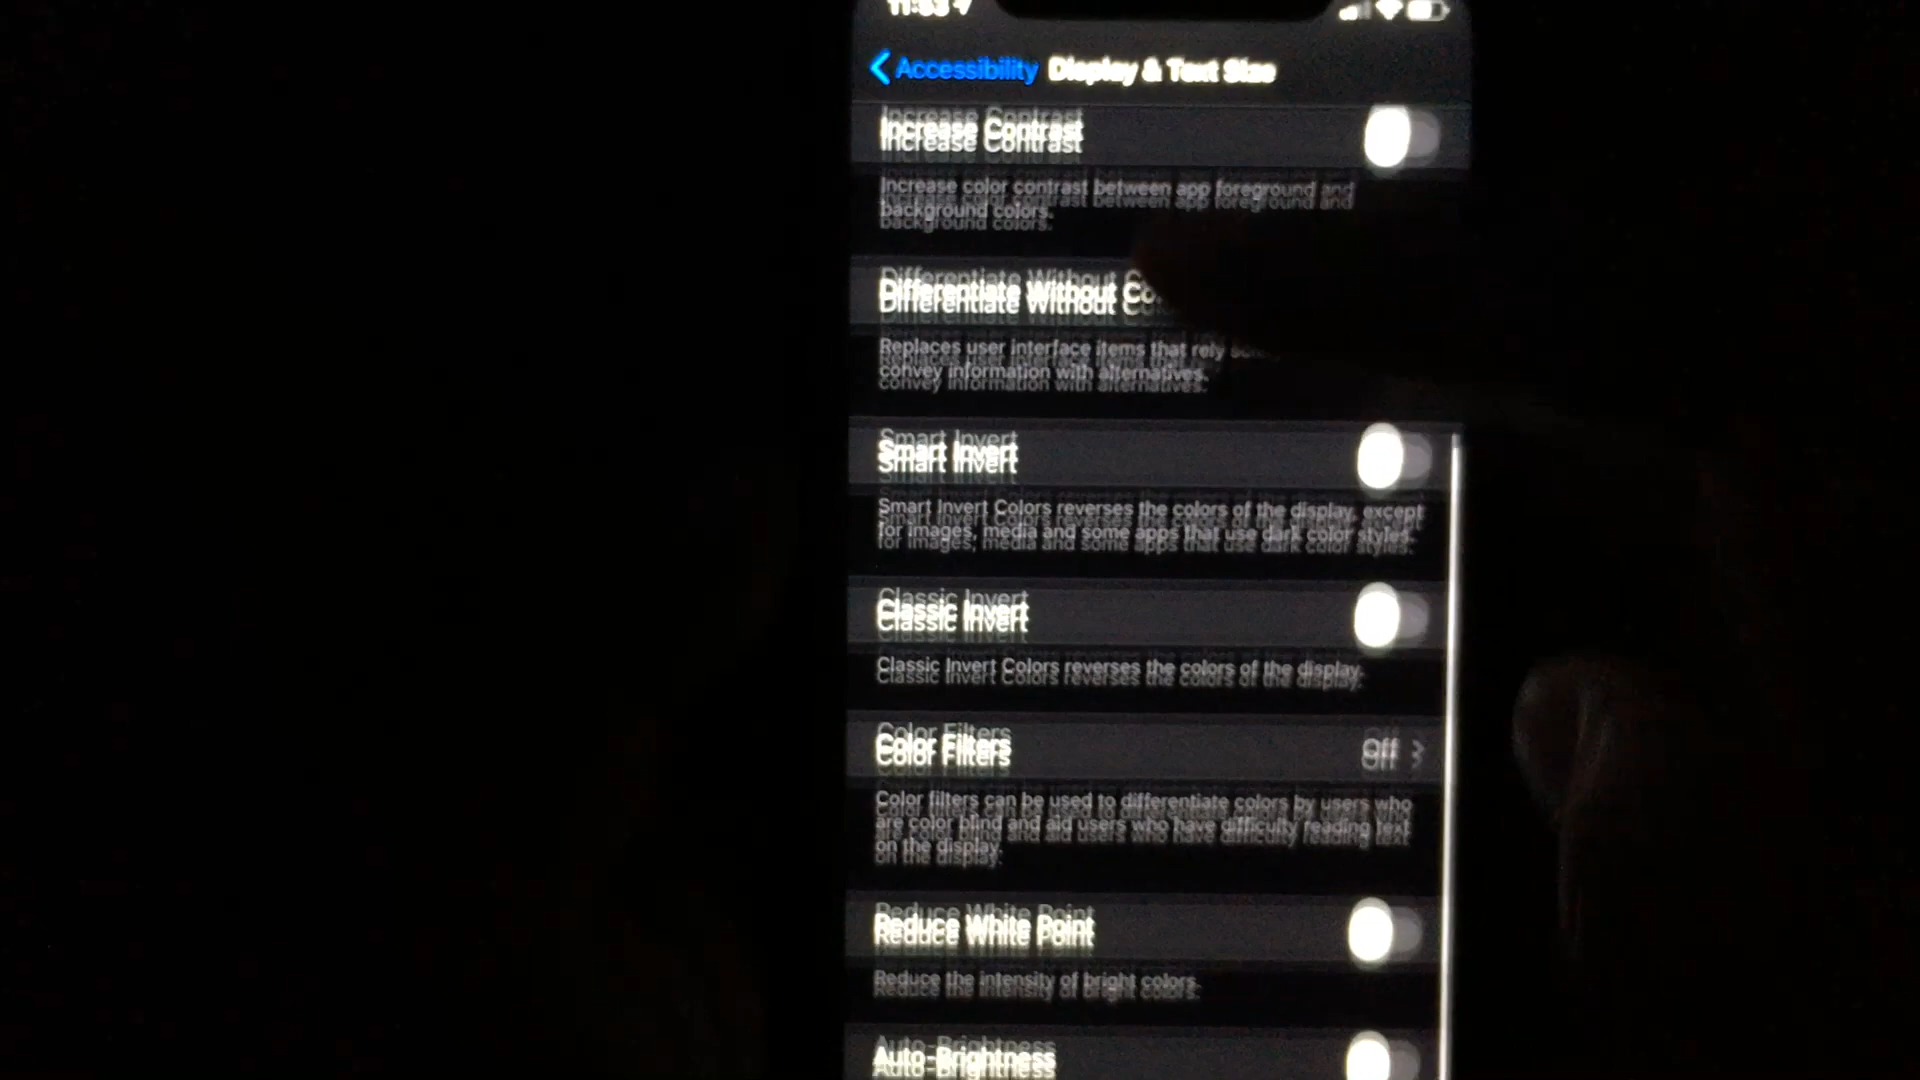 11:53
Accessibility Display & Text Size
Increase Contrast
Increase color contrast between app foreground and
background colors.
Differentiate Without
Replaces user interface items that rely
convey information with alternatives.
Smart Invert
Smart Invert Colors reverses the colors of the display, except
for images, media and some apps that use dark color styles.
Classic Invert
Classic Invert Colors reverses the colors of the display.
Color Filters Off
Color filters can be used to differentiate colors by users who
are color blind and aid users who have difficulty reading text
on the display.
Reduce White Point
Reduce the intensity of bright colors.
Auto-Brightness